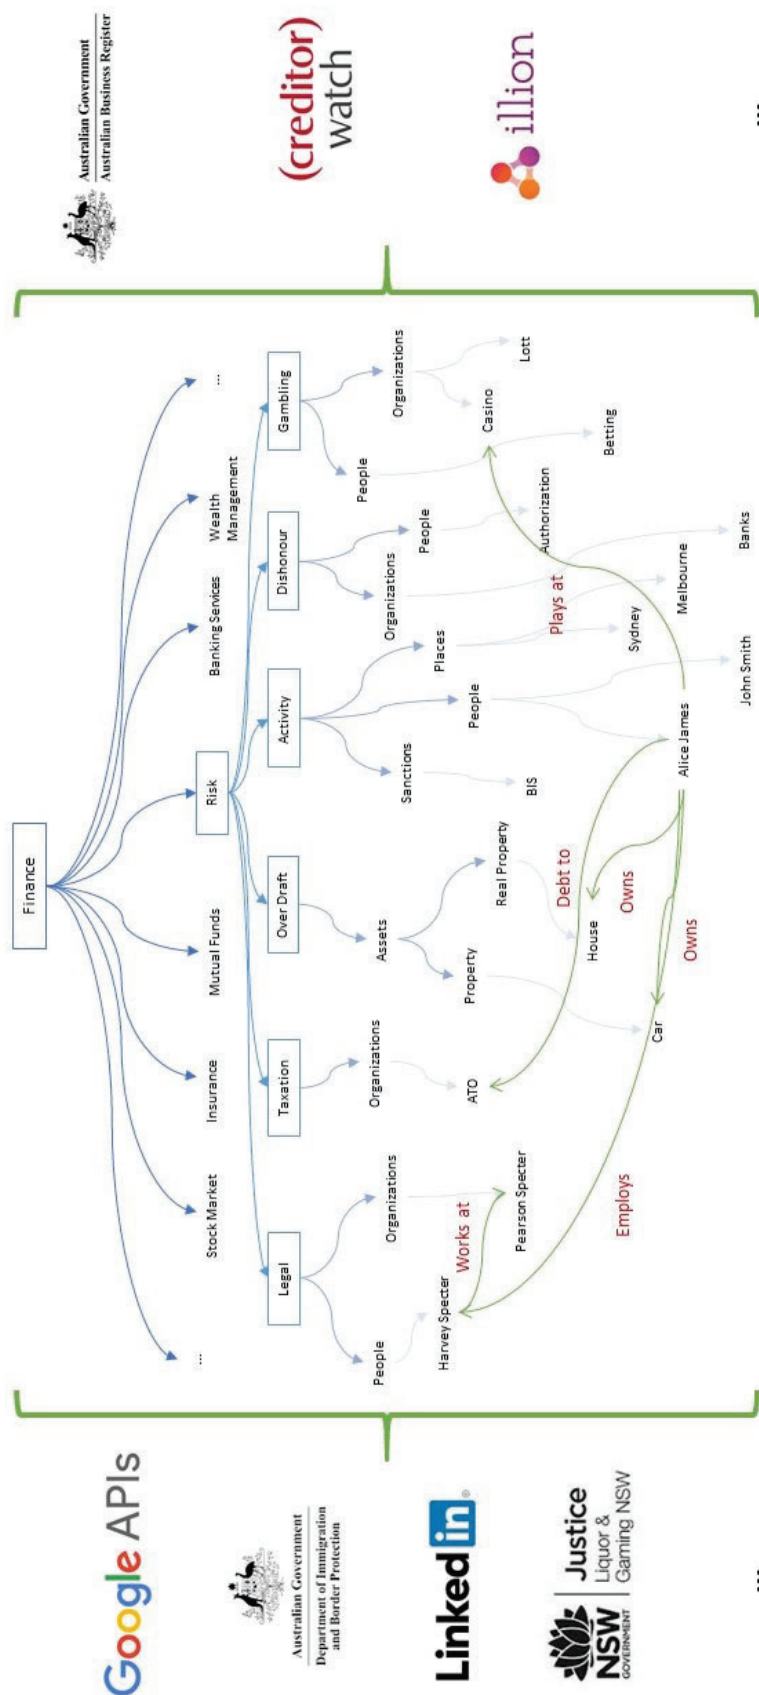 Google APIs
Australian Government
Department of Immigration
and Border Protection
Linked in®
NSW
GOVERNMENT
Justice
Liquor &
Gaming NSW
...
Finance
...
Stock Market
Insurance
Mutual Funds
Risk
Banking Services
Wealth
Management
...
Legal
Taxation
Over Draft
Activity
Dishonour
Gambling
People
Organizations
Organizations
Assets
Sanctions
People
Places
Organizations
People
People
Organizations
Harvey Specter
Works at
Pearson Specter
ATO
Property
Real Property
BIS
Authorization
Casino
Lott
Debt to
House
Plays at
Sydney
Betting
Employs
Owns
Car
Melbourne
Owns
Alice James
John Smith
Banks
Australian Government
Australian Business Register
(creditor)
watch
illion
...